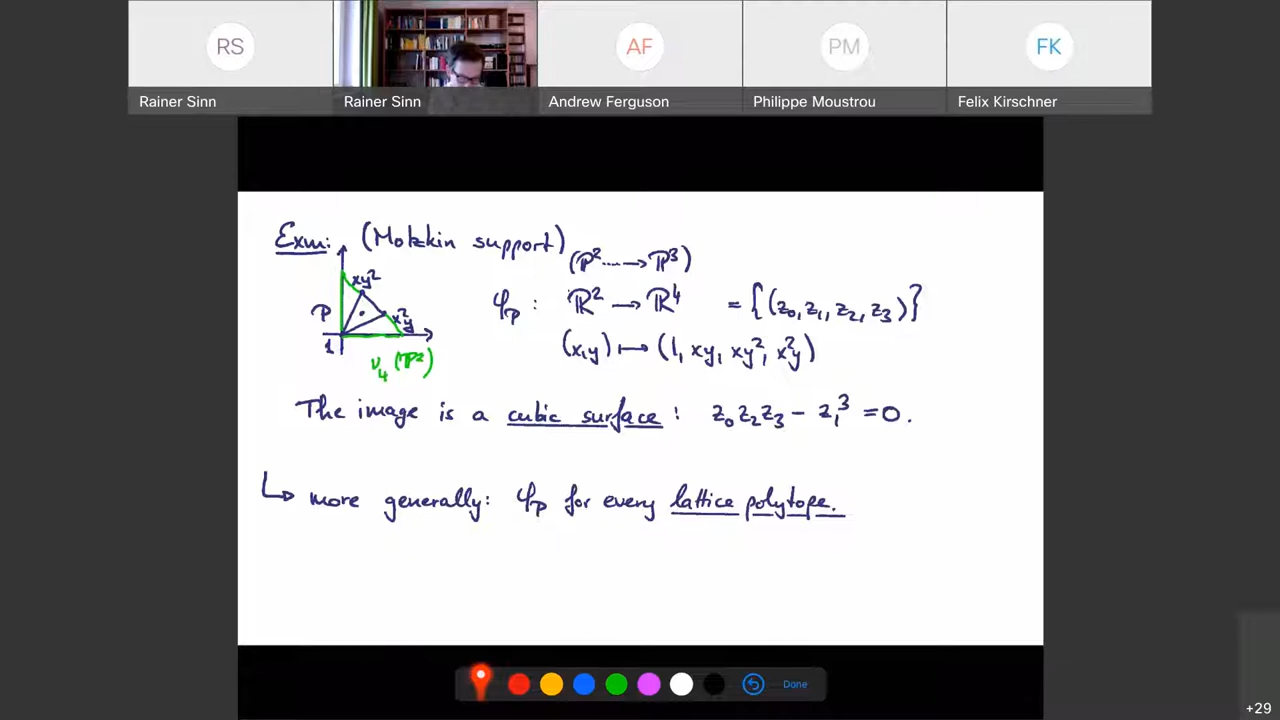 RS AF PM FK
Rainer Sinn Rainer Sinn Andrew Ferguson Philippe Moustrou Felix Kirschner
Exm: (Motzkin support)
(ℙ² ⇢ ℙ³)
xy²
P
x²y
1
ν₄(ℙ²)
φ_P : ℝ² → ℝ⁴ = {(z₀, z₁, z₂, z₃)}
(x,y) ↦ (1, xy, xy², x²y)
The image is a cubic surface : z₀z₂z₃ − z₁³ = 0.
↳ more generally: φ_P for every lattice polytope.
Done
+29